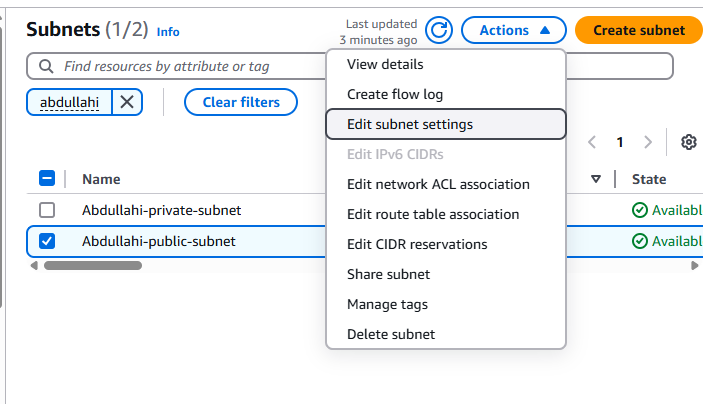 Subnets (1/2) Info
Last updated
3 minutes ago
Actions
Create subnet
Find resources by attribute or tag
abdullahi
Clear filters
View details
Create flow log
Edit subnet settings
Edit IPv6 CIDRs
Edit network ACL association
Edit route table association
Edit CIDR reservations
Share subnet
Manage tags
Delete subnet
1
Name
State
Abdullahi-private-subnet
Availabl
Abdullahi-public-subnet
Availabl